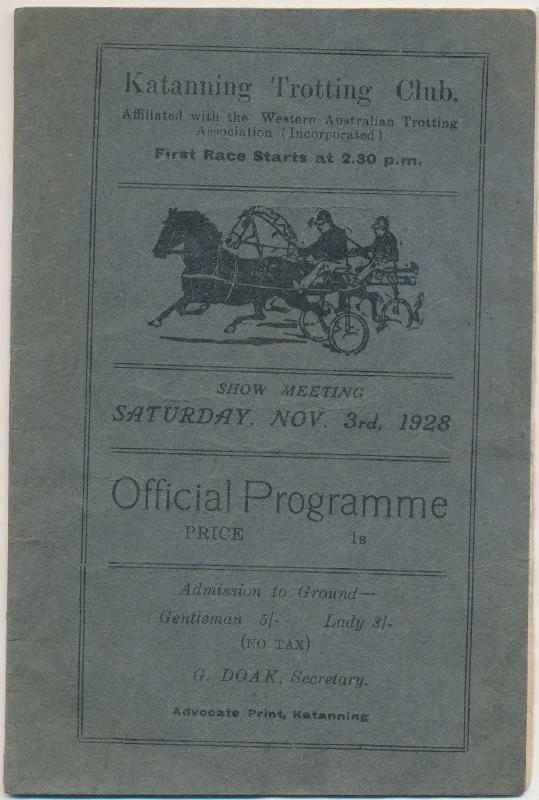 Katanning Trotting Club.
Affiliated with the Western Australian Trotting
Association (Incorporated)
First Race Starts at 2.30 p.m.
SHOW MEETING
SATURDAY, NOV. 3rd, 1928
Official Programme
PRICE 1s
Admission to Ground—
Gentleman 5/- Lady 3/-
(NO TAX)
G. DOAK, Secretary.
Advocate Print, Katanning